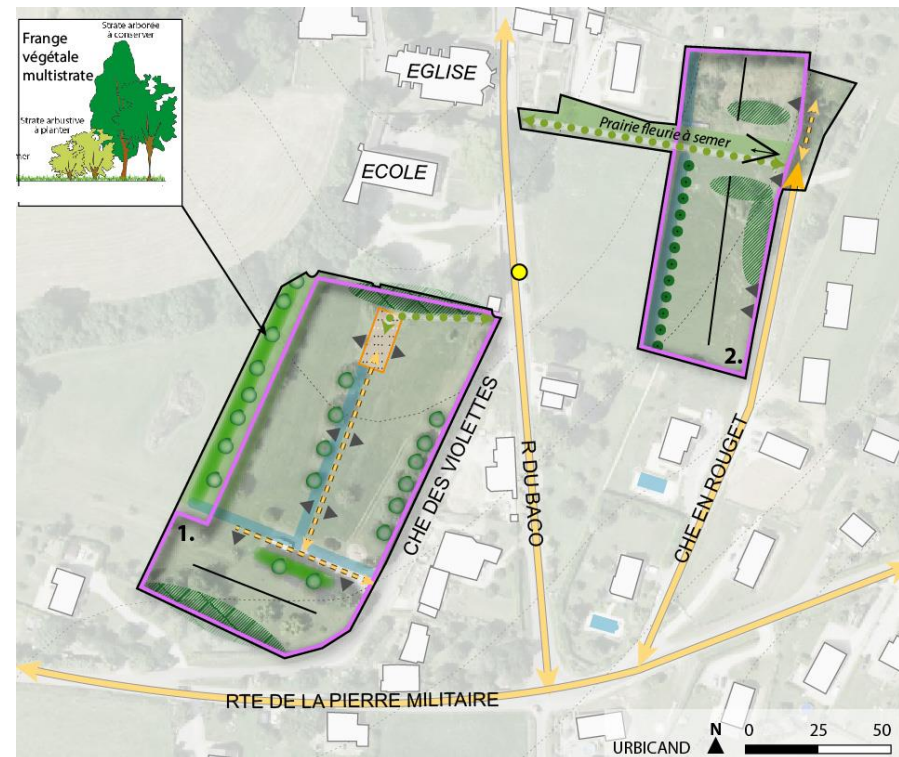 Frange
végétale
multistrate
Strate arborée
à conserver
Strate arbustive
à planter
ner
EGLISE
ECOLE
Prairie fleurie à semer
1.
2.
CHE DES VIOLETTES
R DU BACO
CHE EN ROUGET
RTE DE LA PIERRE MILITAIRE
URBICAND
N
0 25 50